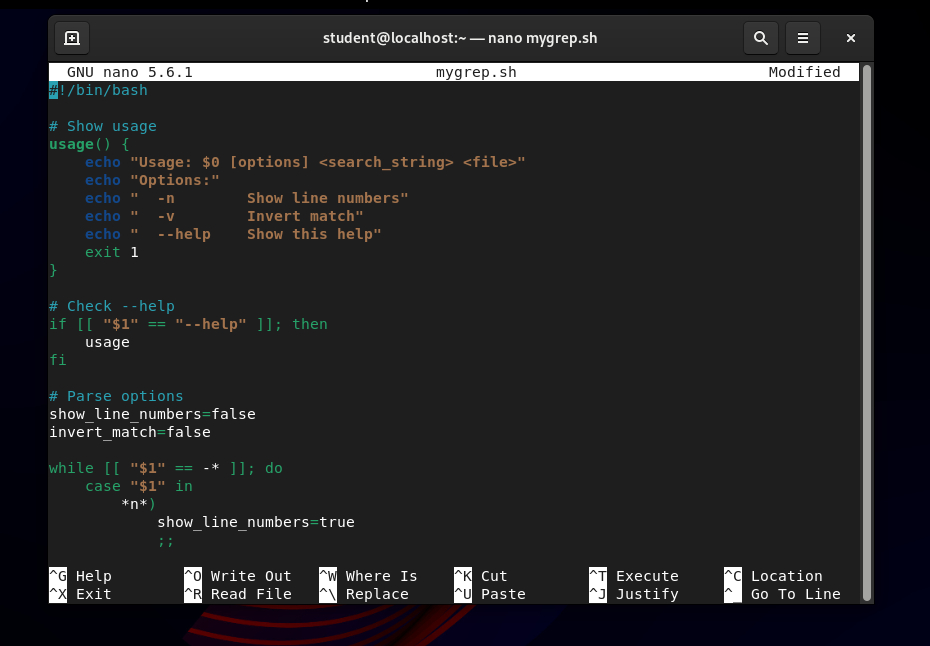 student@localhost:~ — nano mygrep.sh
GNU nano 5.6.1 mygrep.sh Modified
#!/bin/bash

# Show usage
usage() {
    echo "Usage: $0 [options] <search_string> <file>"
    echo "Options:"
    echo "  -n        Show line numbers"
    echo "  -v        Invert match"
    echo "  --help    Show this help"
    exit 1
}

# Check --help
if [[ "$1" == "--help" ]]; then
    usage
fi

# Parse options
show_line_numbers=false
invert_match=false

while [[ "$1" == -* ]]; do
    case "$1" in
        *n*)
            show_line_numbers=true
            ;;

^G Help ^O Write Out ^W Where Is ^K Cut ^T Execute ^C Location
^X Exit ^R Read File ^\ Replace ^U Paste ^J Justify ^_ Go To Line